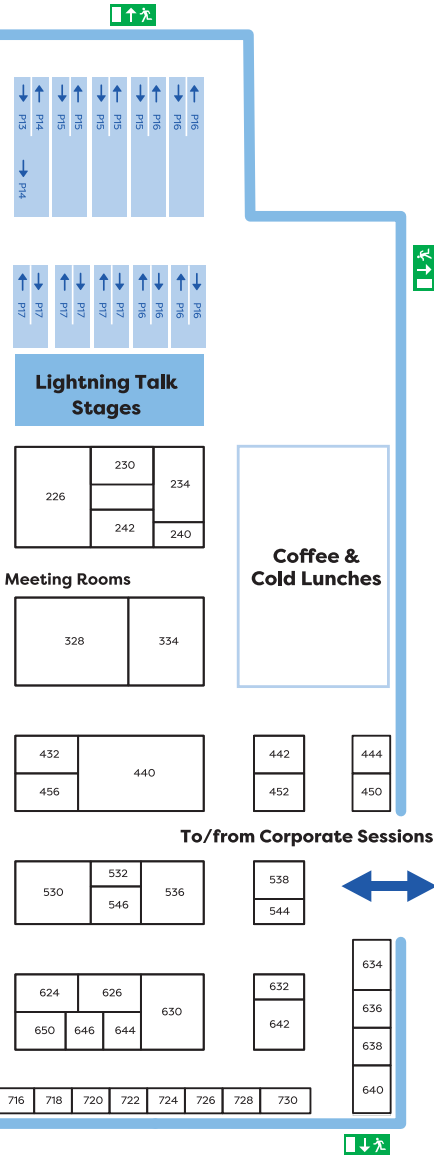 P13 P14 P15 P15 P15 P15 P15 P16 P16 P16
P14
P17 P17 P17 P17 P17 P17 P16 P16 P16 P16
Lightning Talk
Stages
230
226 234
242
240
Coffee &
Cold Lunches
Meeting Rooms
328 334
432 440 442 444
456 452 450
To/from Corporate Sessions
530 532 536 538
546 544
634
624 626 630 632
636
650 646 644 642
638
640
716 718 720 722 724 726 728 730